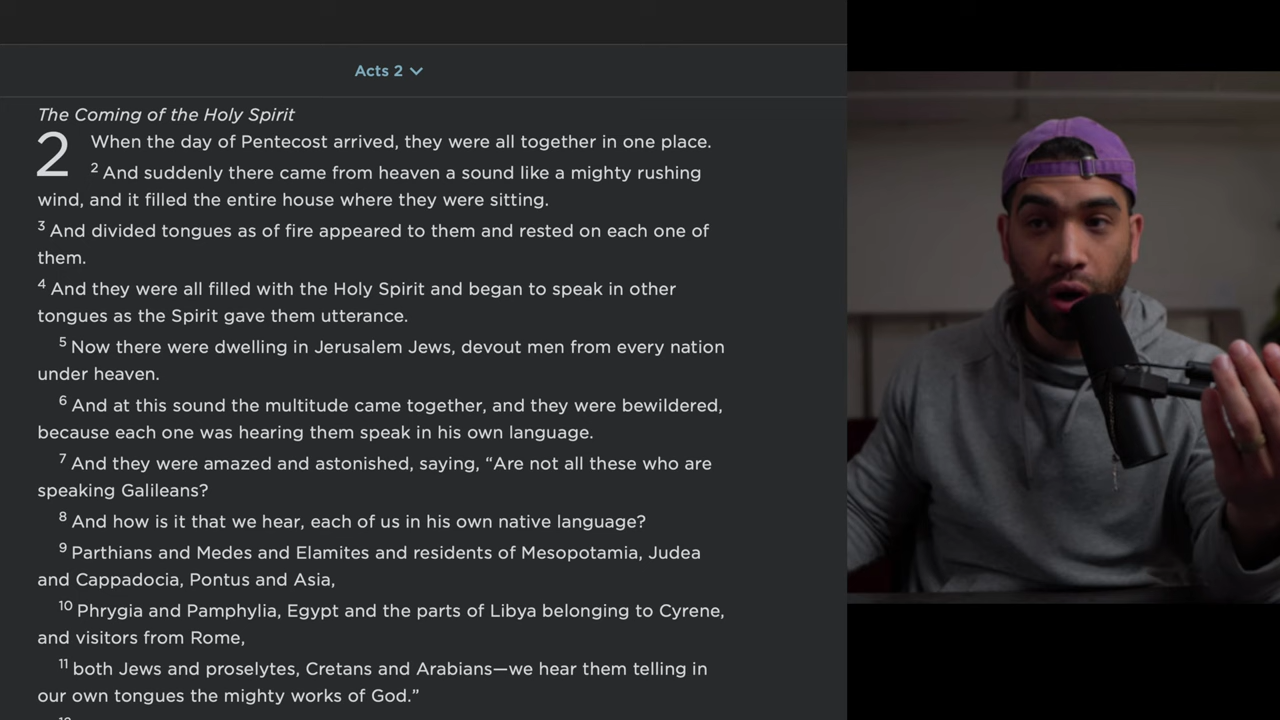 Acts 2
The Coming of the Holy Spirit
2 When the day of Pentecost arrived, they were all together in one place.
2 And suddenly there came from heaven a sound like a mighty rushing
wind, and it filled the entire house where they were sitting.
3 And divided tongues as of fire appeared to them and rested on each one of
them.
4 And they were all filled with the Holy Spirit and began to speak in other
tongues as the Spirit gave them utterance.
5 Now there were dwelling in Jerusalem Jews, devout men from every nation
under heaven.
6 And at this sound the multitude came together, and they were bewildered,
because each one was hearing them speak in his own language.
7 And they were amazed and astonished, saying, “Are not all these who are
speaking Galileans?
8 And how is it that we hear, each of us in his own native language?
9 Parthians and Medes and Elamites and residents of Mesopotamia, Judea
and Cappadocia, Pontus and Asia,
10 Phrygia and Pamphylia, Egypt and the parts of Libya belonging to Cyrene,
and visitors from Rome,
11 both Jews and proselytes, Cretans and Arabians—we hear them telling in
our own tongues the mighty works of God.”